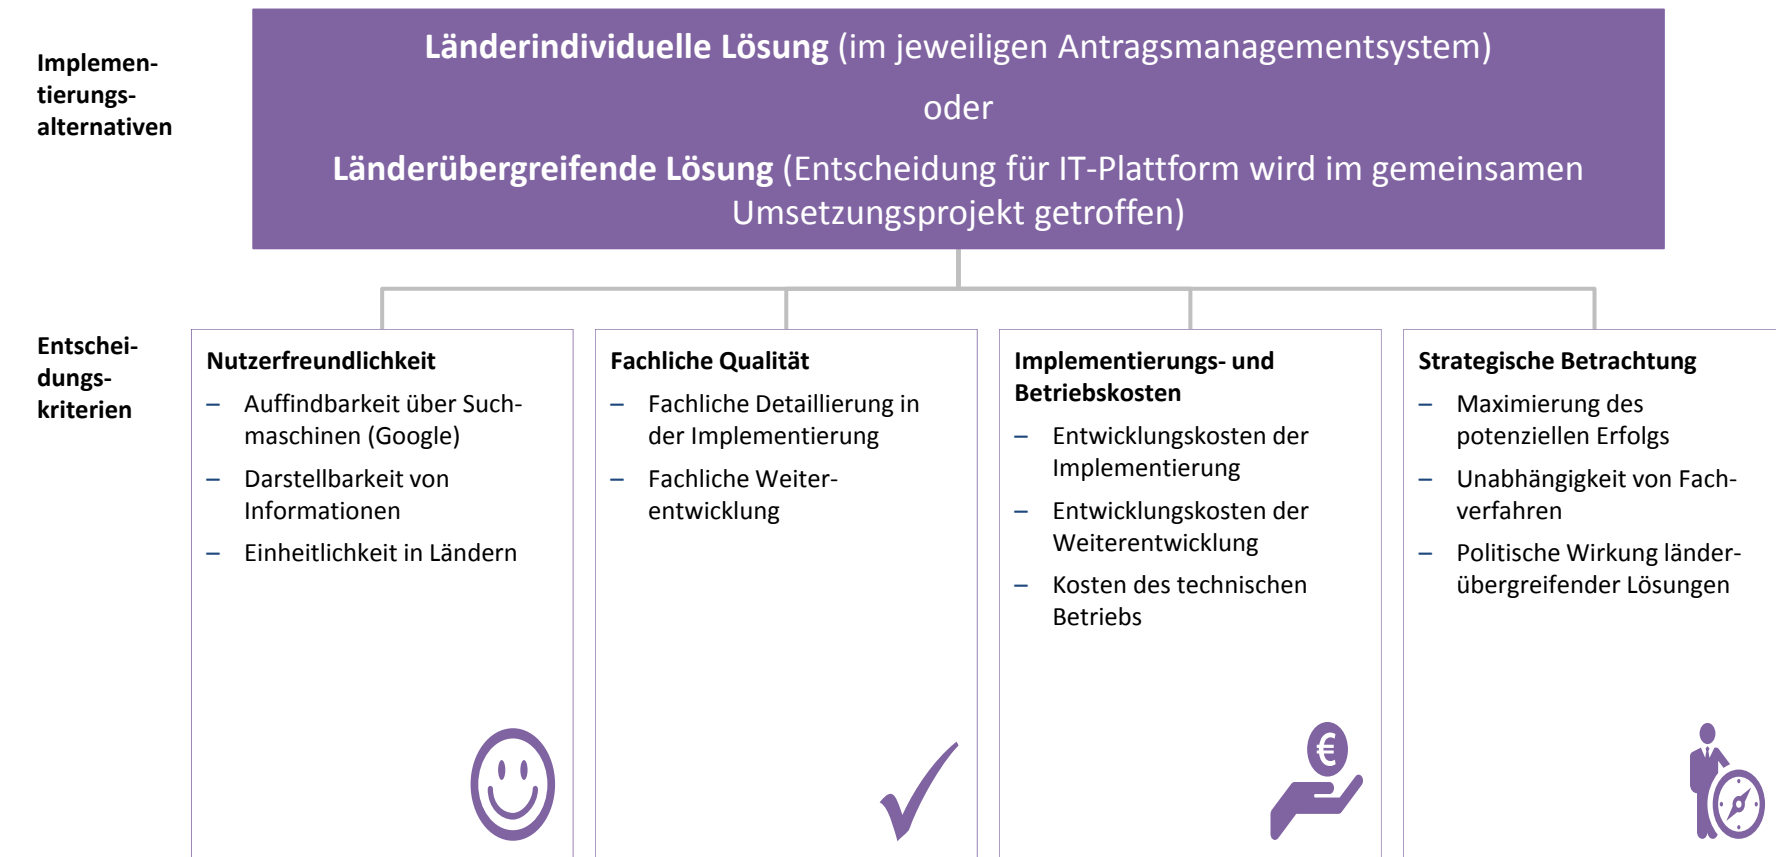 Implemen-
tierungs-
alternativen
Länderindividuelle Lösung (im jeweiligen Antragsmanagementsystem)
oder
Länderübergreifende Lösung (Entscheidung für IT-Plattform wird im gemeinsamen
Umsetzungsprojekt getroffen)
Entschei-
dungs-
kriterien
Nutzerfreundlichkeit
– Auffindbarkeit über Such-
maschinen (Google)
– Darstellbarkeit von
Informationen
– Einheitlichkeit in Ländern
Fachliche Qualität
– Fachliche Detaillierung in
der Implementierung
– Fachliche Weiter-
entwicklung
Implementierungs- und
Betriebskosten
– Entwicklungskosten der
Implementierung
– Entwicklungskosten der
Weiterentwicklung
– Kosten des technischen
Betriebs
€
Strategische Betrachtung
– Maximierung des
potenziellen Erfolgs
– Unabhängigkeit von Fach-
verfahren
– Politische Wirkung länder-
übergreifender Lösungen